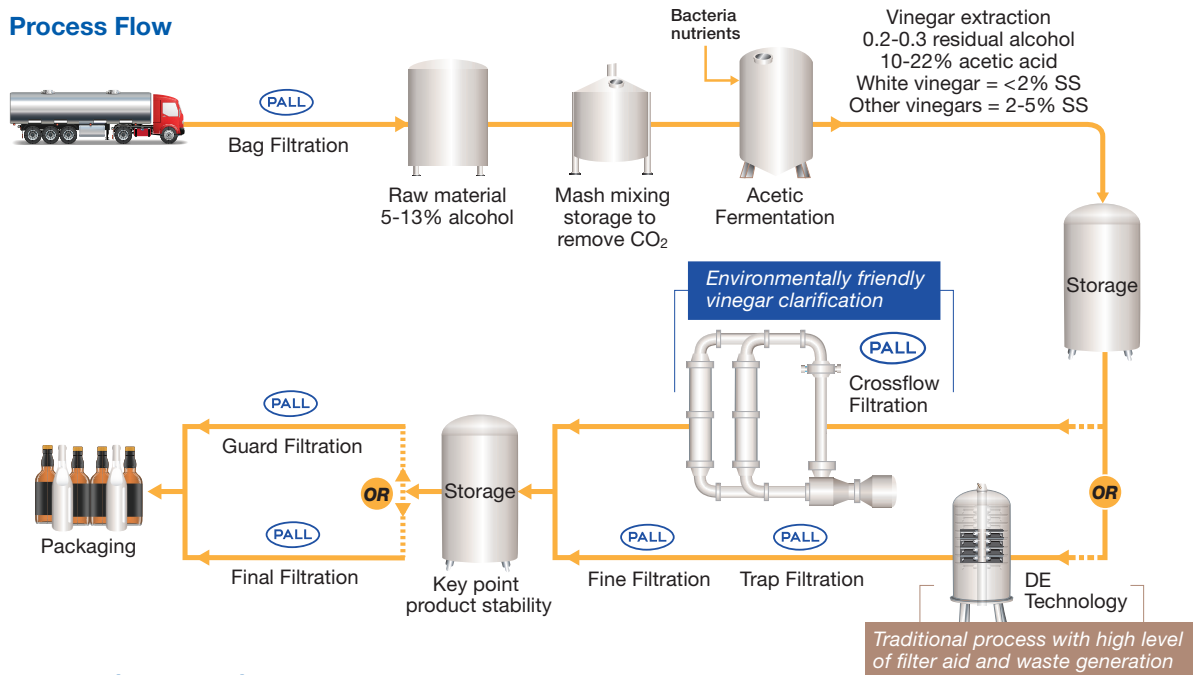 Process Flow
Bacteria
nutrients
Vinegar extraction
0.2-0.3 residual alcohol
10-22% acetic acid
White vinegar = <2% SS
Other vinegars = 2-5% SS
PALL
Bag Filtration
Raw material
5-13% alcohol
Mash mixing
storage to
remove CO₂
Acetic
Fermentation
Storage
Environmentally friendly
vinegar clarification
PALL
Crossflow
Filtration
PALL
Guard Filtration
OR
Storage
OR
Packaging
PALL
Final Filtration
Key point
product stability
PALL
Fine Filtration
PALL
Trap Filtration
DE
Technology
Traditional process with high level
of filter aid and waste generation